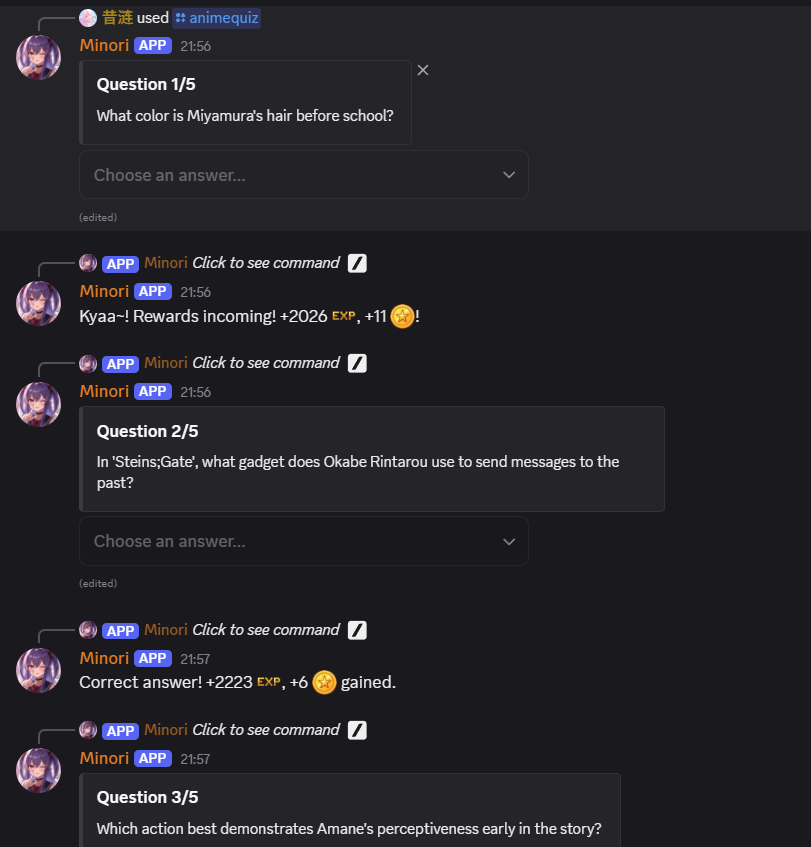 昔涟 used animequiz
Minori APP 21:56
Question 1/5
What color is Miyamura's hair before school?
Choose an answer...
(edited)
APP Minori Click to see command
Minori APP 21:56
Kyaa~! Rewards incoming! +2026 EXP, +11 !
APP Minori Click to see command
Minori APP 21:56
Question 2/5
In 'Steins;Gate', what gadget does Okabe Rintarou use to send messages to the
past?
Choose an answer...
(edited)
APP Minori Click to see command
Minori APP 21:57
Correct answer! +2223 EXP, +6 gained.
APP Minori Click to see command
Minori APP 21:57
Question 3/5
Which action best demonstrates Amane's perceptiveness early in the story?